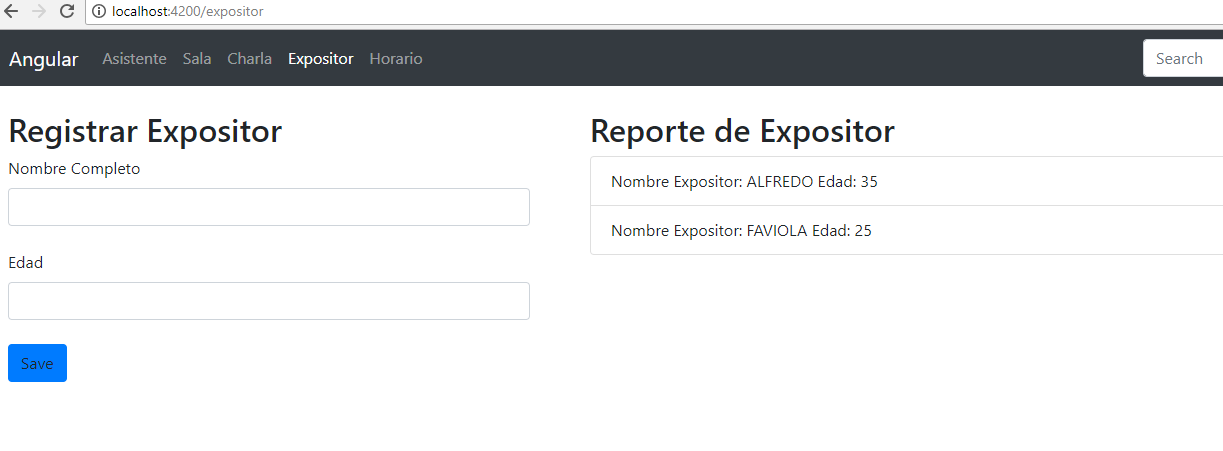 localhost:4200/expositor
Angular Asistente Sala Charla Expositor Horario Search
Registrar Expositor
Nombre Completo
Edad
Save
Reporte de Expositor
Nombre Expositor: ALFREDO Edad: 35
Nombre Expositor: FAVIOLA Edad: 25